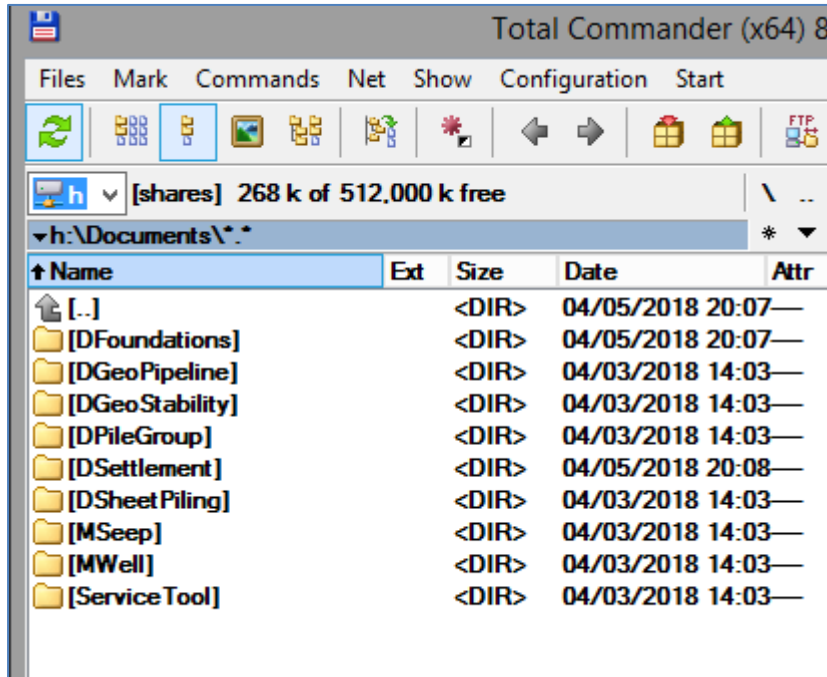 Total Commander (x64) 8
Files Mark Commands Net Show Configuration Start
FTP
h [shares] 268 k of 512,000 k free \ ..
h:\Documents\*.* *
Name Ext Size Date Attr
[..] <DIR> 04/05/2018 20:07----
[DFoundations] <DIR> 04/05/2018 20:07----
[DGeoPipeline] <DIR> 04/03/2018 14:03----
[DGeoStability] <DIR> 04/03/2018 14:03----
[DPileGroup] <DIR> 04/03/2018 14:03----
[DSettlement] <DIR> 04/05/2018 20:08----
[DSheetPiling] <DIR> 04/03/2018 14:03----
[MSeep] <DIR> 04/03/2018 14:03----
[MWell] <DIR> 04/03/2018 14:03----
[ServiceTool] <DIR> 04/03/2018 14:03----